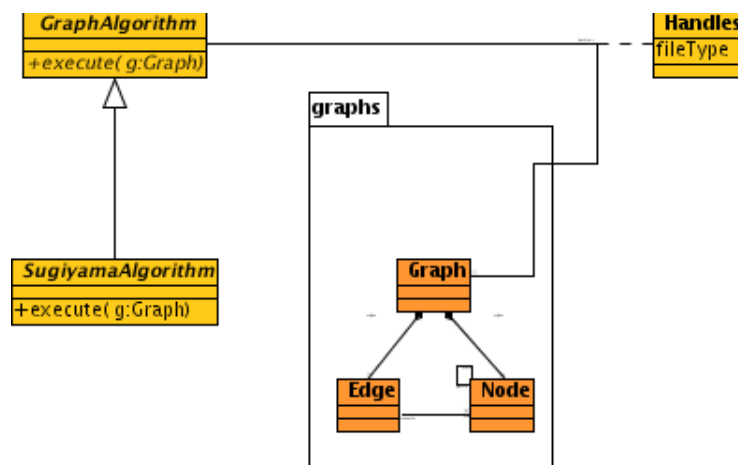 GraphAlgorithm
+execute( g:Graph)
Handles
fileType
graphs
SugiyamaAlgorithm
+execute( g:Graph)
Graph
Edge
Node